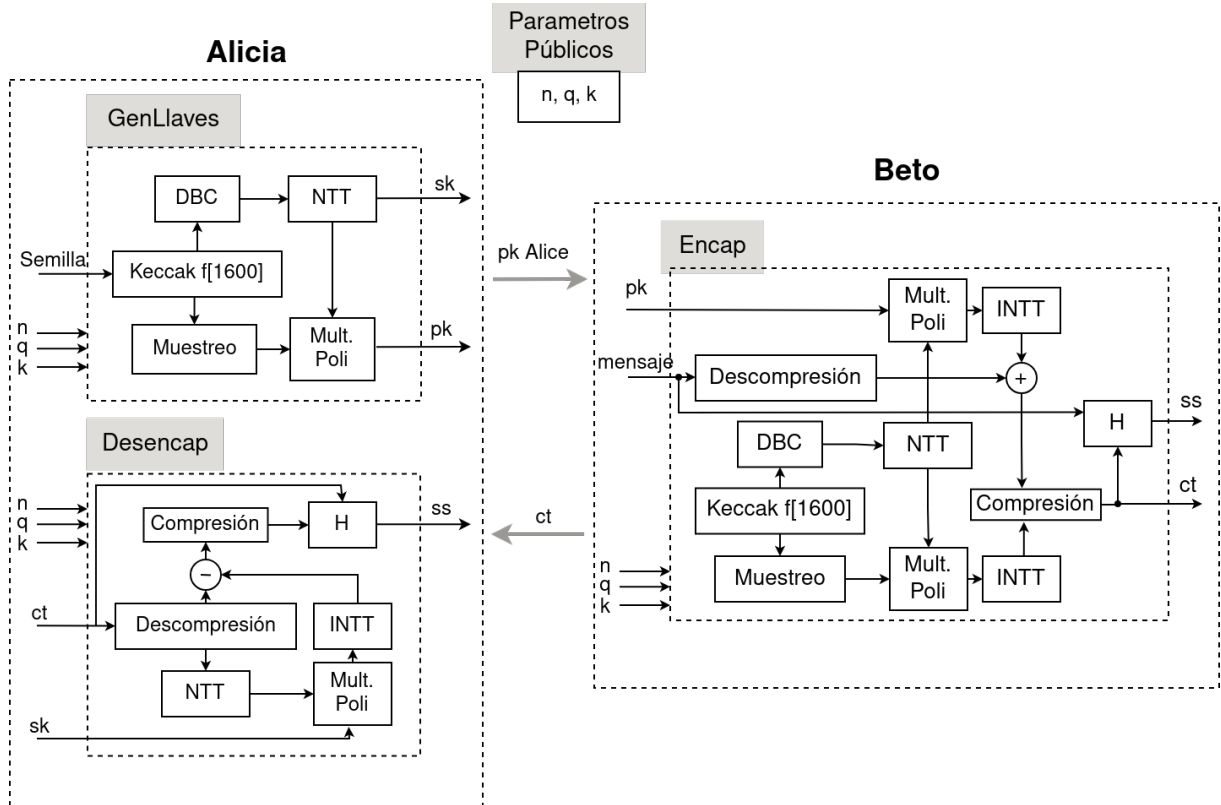 Parametros
Públicos
n, q, k
Alicia
GenLlaves
DBC
NTT
sk
Semilla
Keccak f[1600]
n
q
k
Muestreo
Mult.
Poli
pk
Desencap
n
q
k
Compresión
H
ss
−
ct
Descompresión
INTT
NTT
Mult.
Poli
sk
pk Alice
ct
Beto
Encap
pk
Mult.
Poli
INTT
mensaje
Descompresión
+
H
ss
DBC
NTT
Keccak f[1600]
Compresión
ct
n
q
k
Muestreo
Mult.
Poli
INTT